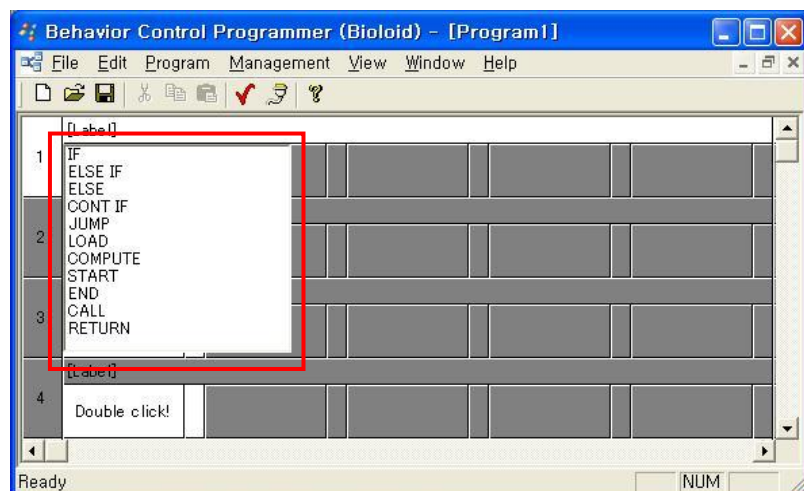 Behavior Control Programmer (Bioloid) - [Program1]
File Edit Program Management View Window Help
[Label]
1
IF
ELSE IF
ELSE
CONT IF
JUMP
2
LOAD
COMPUTE
START
END
3
CALL
RETURN
[Label]
4
Double click!
Ready
NUM